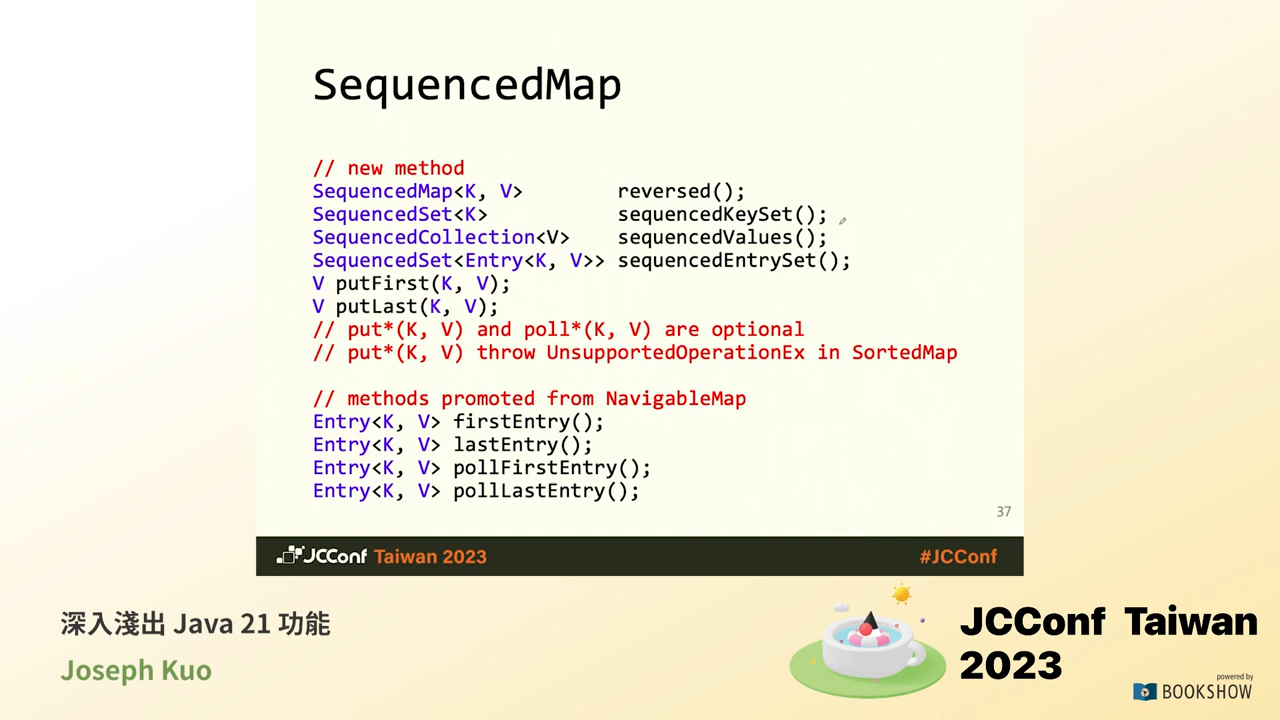 SequencedMap
// new method
SequencedMap<K, V> reversed();
SequencedSet<K> sequencedKeySet();
SequencedCollection<V> sequencedValues();
SequencedSet<Entry<K, V>> sequencedEntrySet();
V putFirst(K, V);
V putLast(K, V);
// put*(K, V) and poll*(K, V) are optional
// put*(K, V) throw UnsupportedOperationEx in SortedMap
// methods promoted from NavigableMap
Entry<K, V> firstEntry();
Entry<K, V> lastEntry();
Entry<K, V> pollFirstEntry();
Entry<K, V> pollLastEntry();
37
JCConf Taiwan 2023 #JCConf
深入淺出 Java 21 功能
Joseph Kuo
JCConf Taiwan
2023
powered by
BOOKSHOW